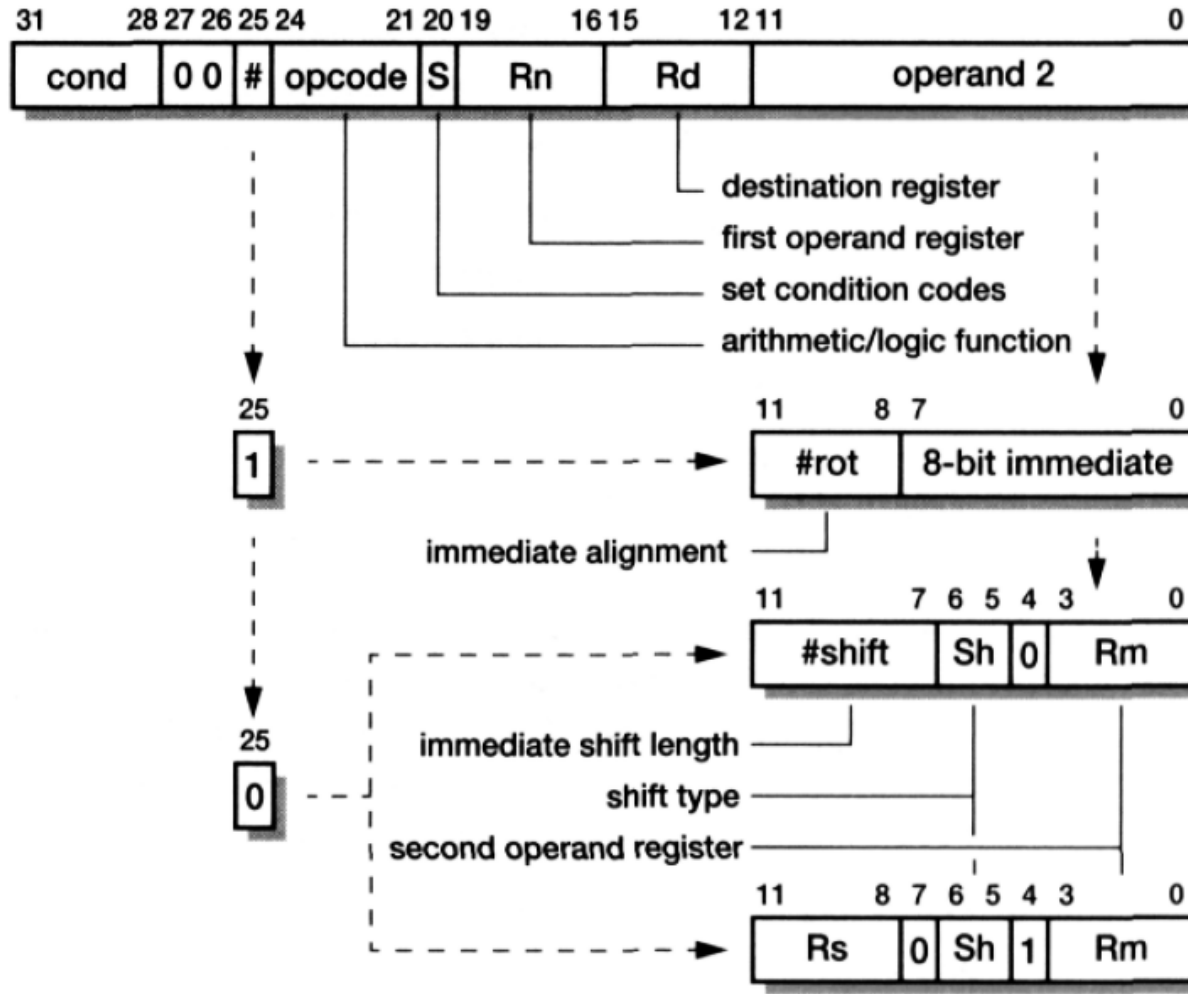 31 28 27 26 25 24 21 20 19 16 15 12 11 0
cond 0 0 # opcode S Rn Rd operand 2
destination register
first operand register
set condition codes
arithmetic/logic function
25 11 8 7 0
1 #rot 8-bit immediate
immediate alignment
11 7 6 5 4 3 0
#shift Sh 0 Rm
25 immediate shift length
0 shift type
second operand register
11 8 7 6 5 4 3 0
Rs 0 Sh 1 Rm